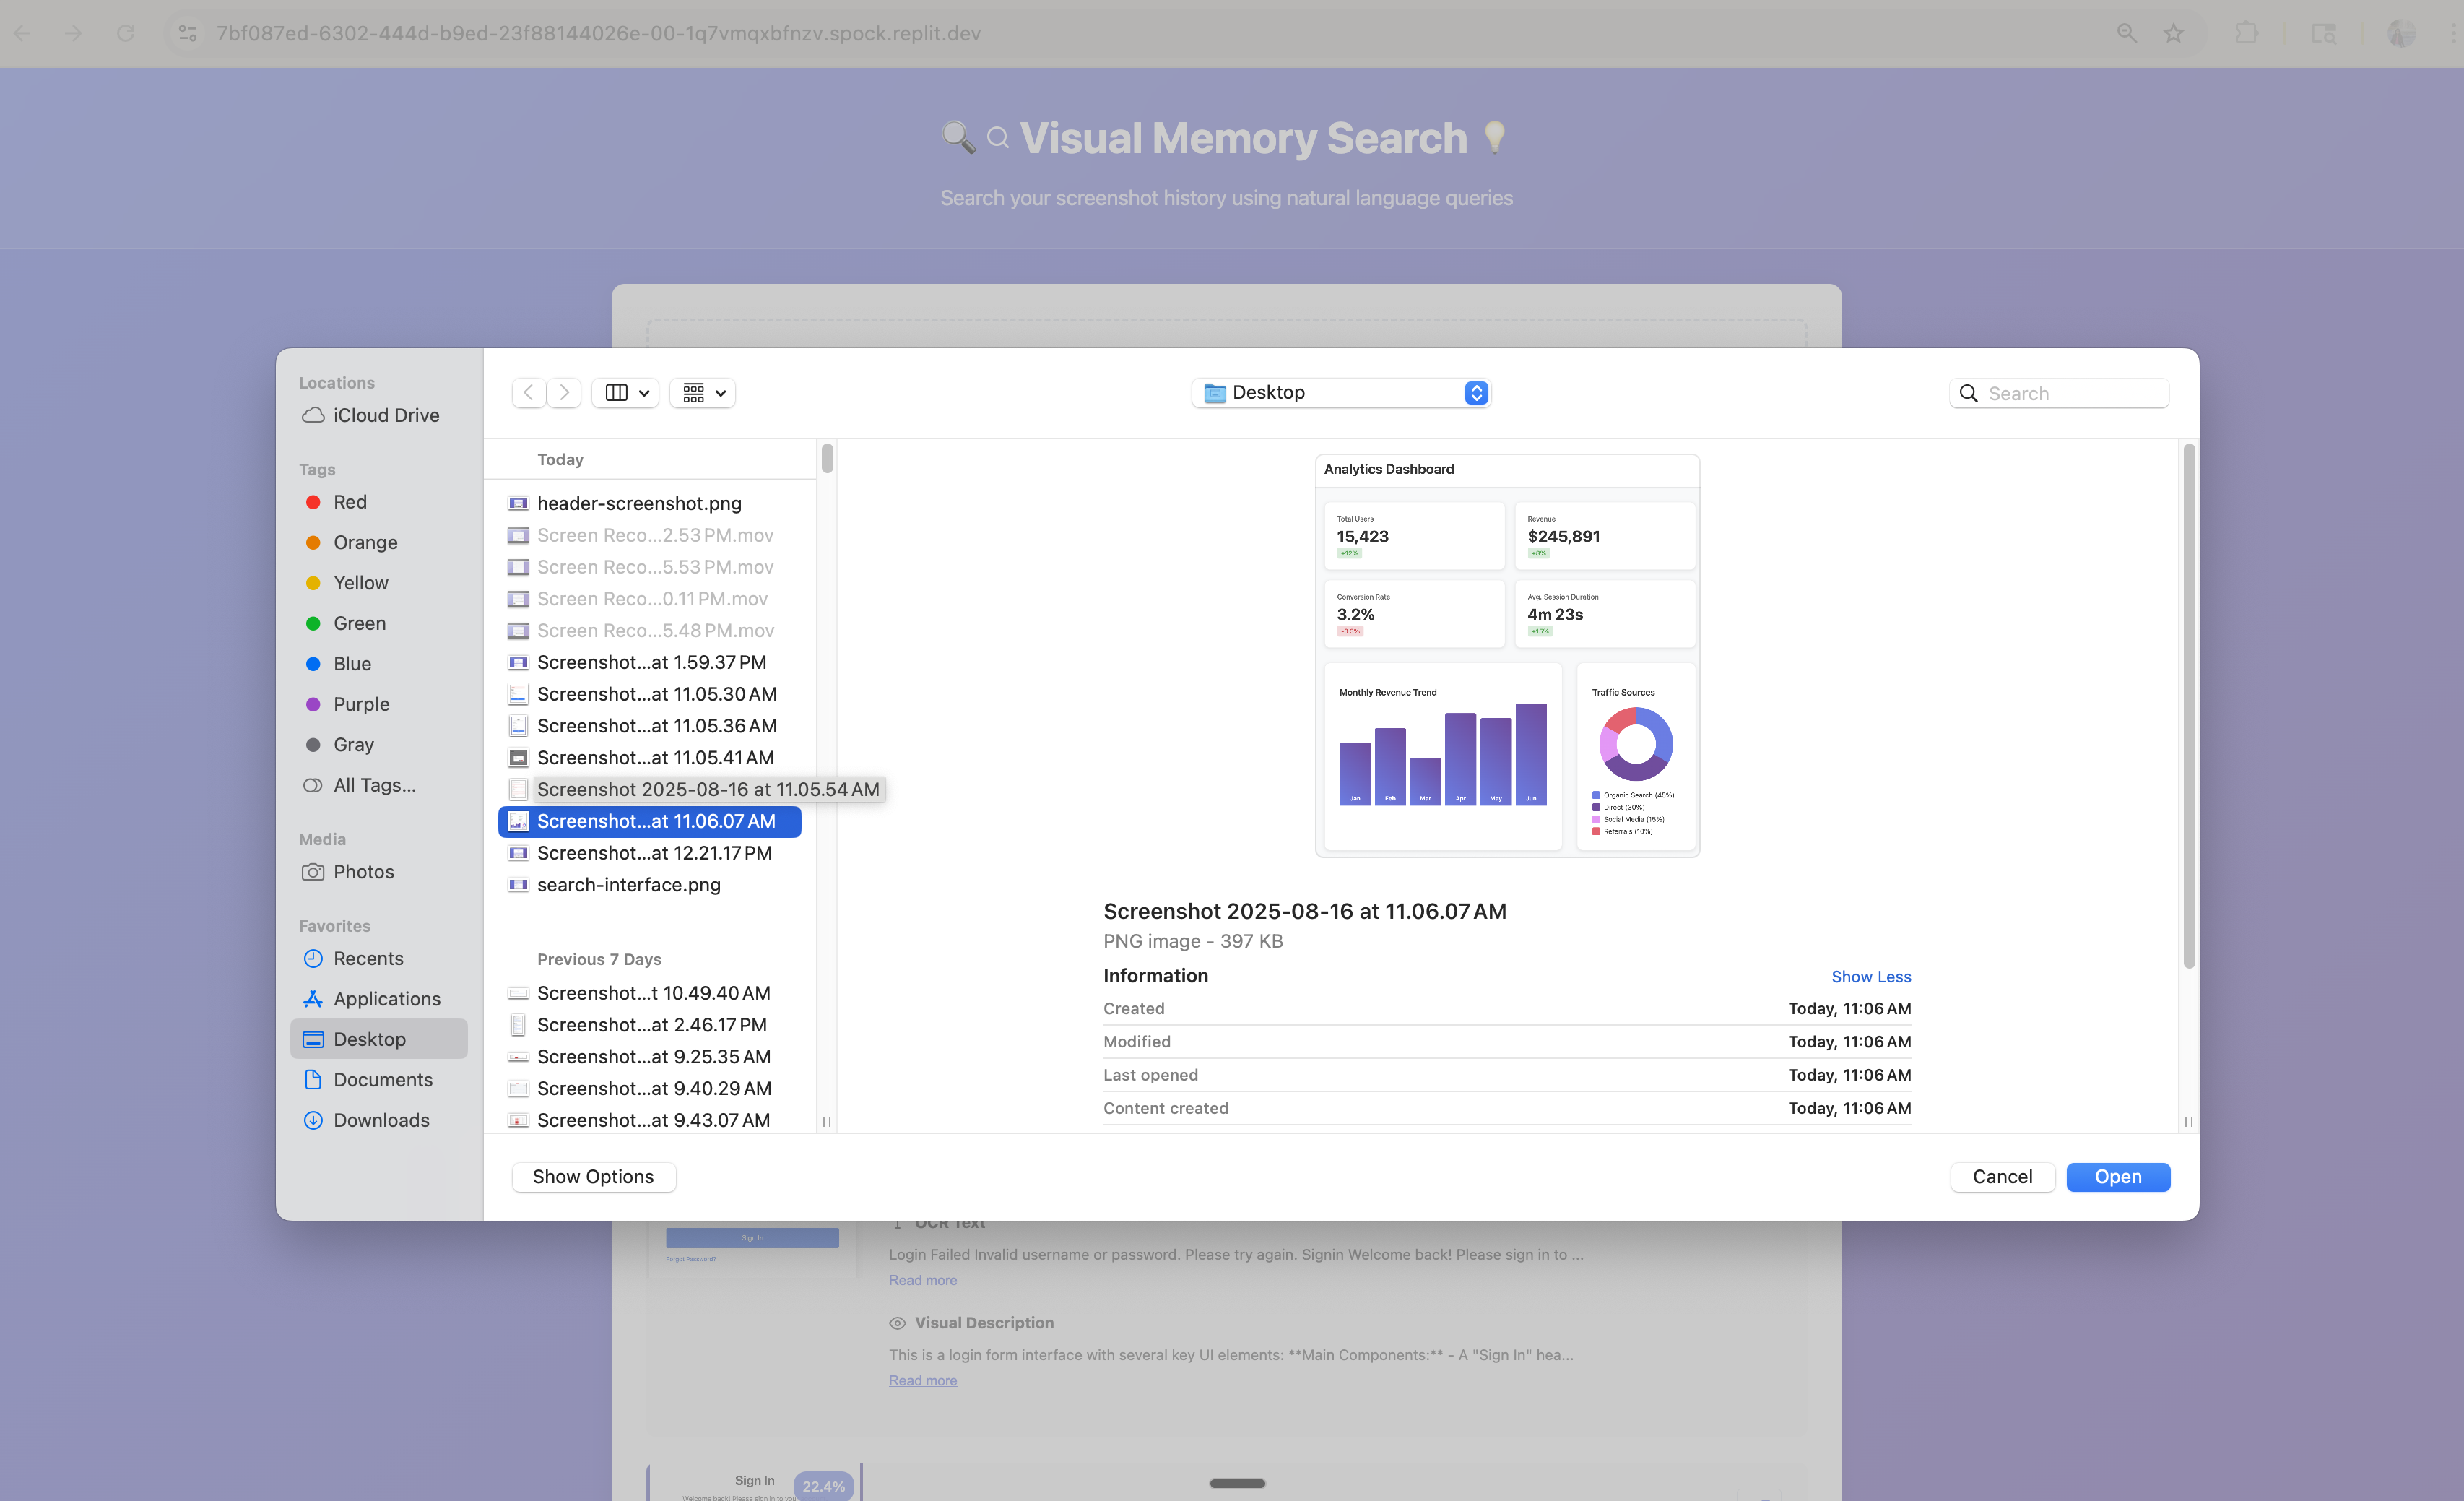 7bf087ed-6302-444d-b9ed-23f88144026e-00-1q7vmqxbfnzv.spock.replit.dev
Visual Memory Search
Search your screenshot history using natural language queries
Locations
iCloud Drive
Tags
Red
Orange
Yellow
Green
Blue
Purple
Gray
All Tags...
Media
Photos
Favorites
Recents
Applications
Desktop
Documents
Downloads
Desktop
Search
Today
header-screenshot.png
Screen Reco...2.53 PM.mov
Screen Reco...5.53 PM.mov
Screen Reco...0.11 PM.mov
Screen Reco...5.48 PM.mov
Screenshot...at 1.59.37 PM
Screenshot...at 11.05.30 AM
Screenshot...at 11.05.36 AM
Screenshot...at 11.05.41 AM
Screenshot 2025-08-16 at 11.05.54 AM
Screenshot...at 11.06.07 AM
Screenshot...at 12.21.17 PM
search-interface.png
Previous 7 Days
Screenshot...t 10.49.40 AM
Screenshot...at 2.46.17 PM
Screenshot...at 9.25.35 AM
Screenshot...at 9.40.29 AM
Screenshot...at 9.43.07 AM
Analytics Dashboard
Total Users
15,423
+12%
Revenue
$245,891
+8%
Conversion Rate
3.2%
-0.3%
Avg. Session Duration
4m 23s
+15%
Monthly Revenue Trend
Jan Feb Mar Apr May Jun
Traffic Sources
Organic Search (45%)
Direct (30%)
Social Media (15%)
Referrals (10%)
Screenshot 2025-08-16 at 11.06.07 AM
PNG image - 397 KB
Information Show Less
Created Today, 11:06 AM
Modified Today, 11:06 AM
Last opened Today, 11:06 AM
Content created Today, 11:06 AM
Show Options
Cancel
Open
OCR Text
Sign In
Forgot Password?
Login Failed Invalid username or password. Please try again. Signin Welcome back! Please sign in to ...
Read more
Visual Description
This is a login form interface with several key UI elements: **Main Components:** - A "Sign In" hea...
Read more
Sign In
22.4%
Welcome back! Please sign in to your